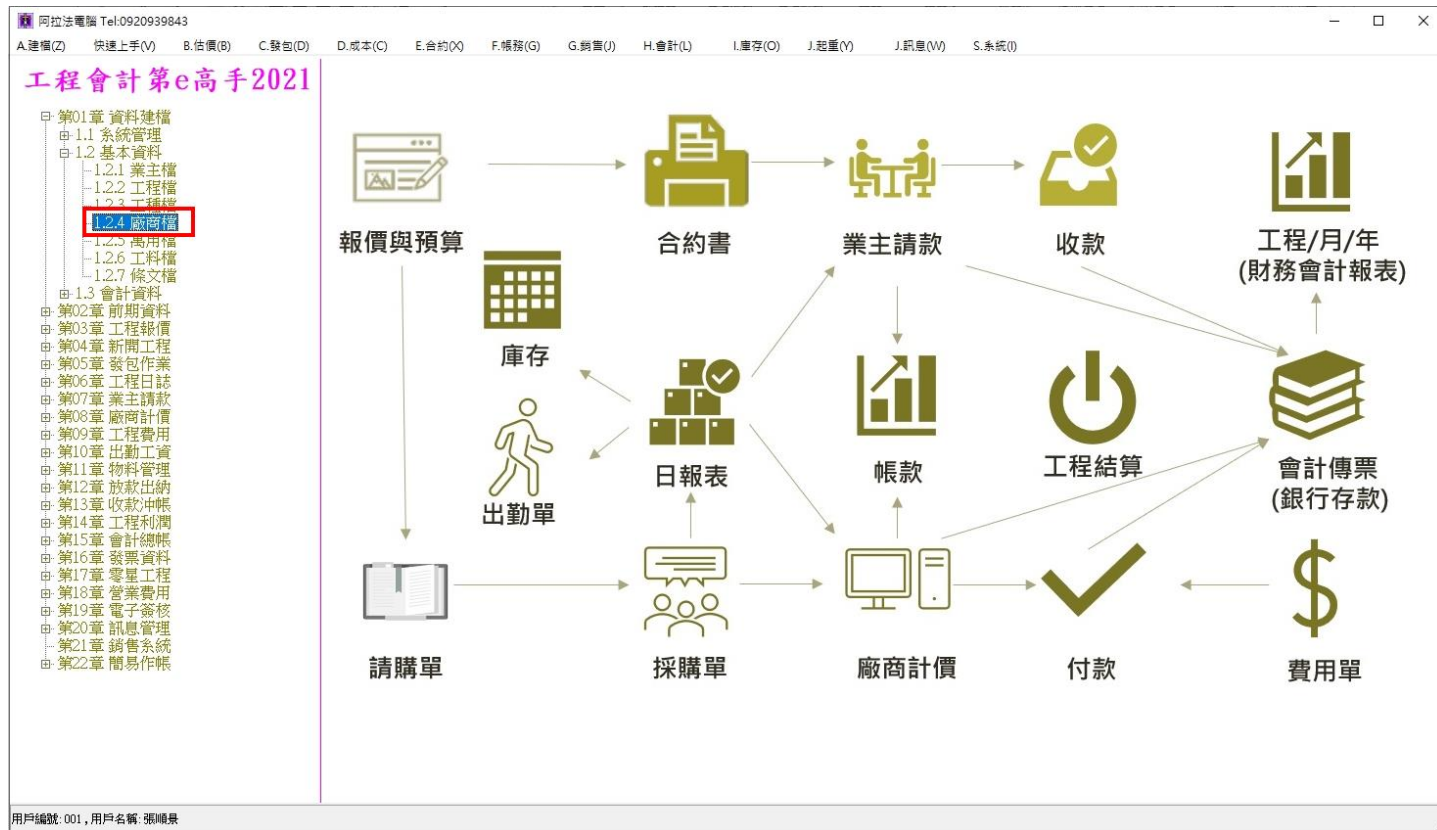 阿拉法電腦 Tel:0920939843
A.建檔(Z) 快速上手(V) B.估價(B) C.發包(D) D.成本(C) E.合約(X) F.帳務(G) G.銷售(J) H.會計(L) I.庫存(O) J.起重(Y) J.訊息(W) S.系統(I)
工程會計第e高手2021
第01章 資料建檔
1.1 系統管理
1.2 基本資料
1.2.1 業主檔
1.2.2 工程檔
1.2.3 工種檔
1.2.4 廠商檔
1.2.5 萬用檔
1.2.6 工料檔
1.2.7 條文檔
1.3 會計資料
第02章 前期資料
第03章 工程報價
第04章 新開工程
第05章 發包作業
第06章 工程日誌
第07章 業主請款
第08章 廠商計價
第09章 工程費用
第10章 出勤工資
第11章 物料管理
第12章 放款出納
第13章 收款沖帳
第14章 工程利潤
第15章 會計總帳
第16章 發票資料
第17章 零星工程
第18章 營業費用
第19章 電子簽核
第20章 訊息管理
第21章 銷售系統
第22章 簡易作帳
報價與預算
合約書
業主請款
收款
工程/月/年
(財務會計報表)
庫存
日報表
帳款
工程結算
會計傳票
(銀行存款)
出勤單
請購單
採購單
廠商計價
付款
費用單
用戶編號: 001 , 用戶名稱: 張順景